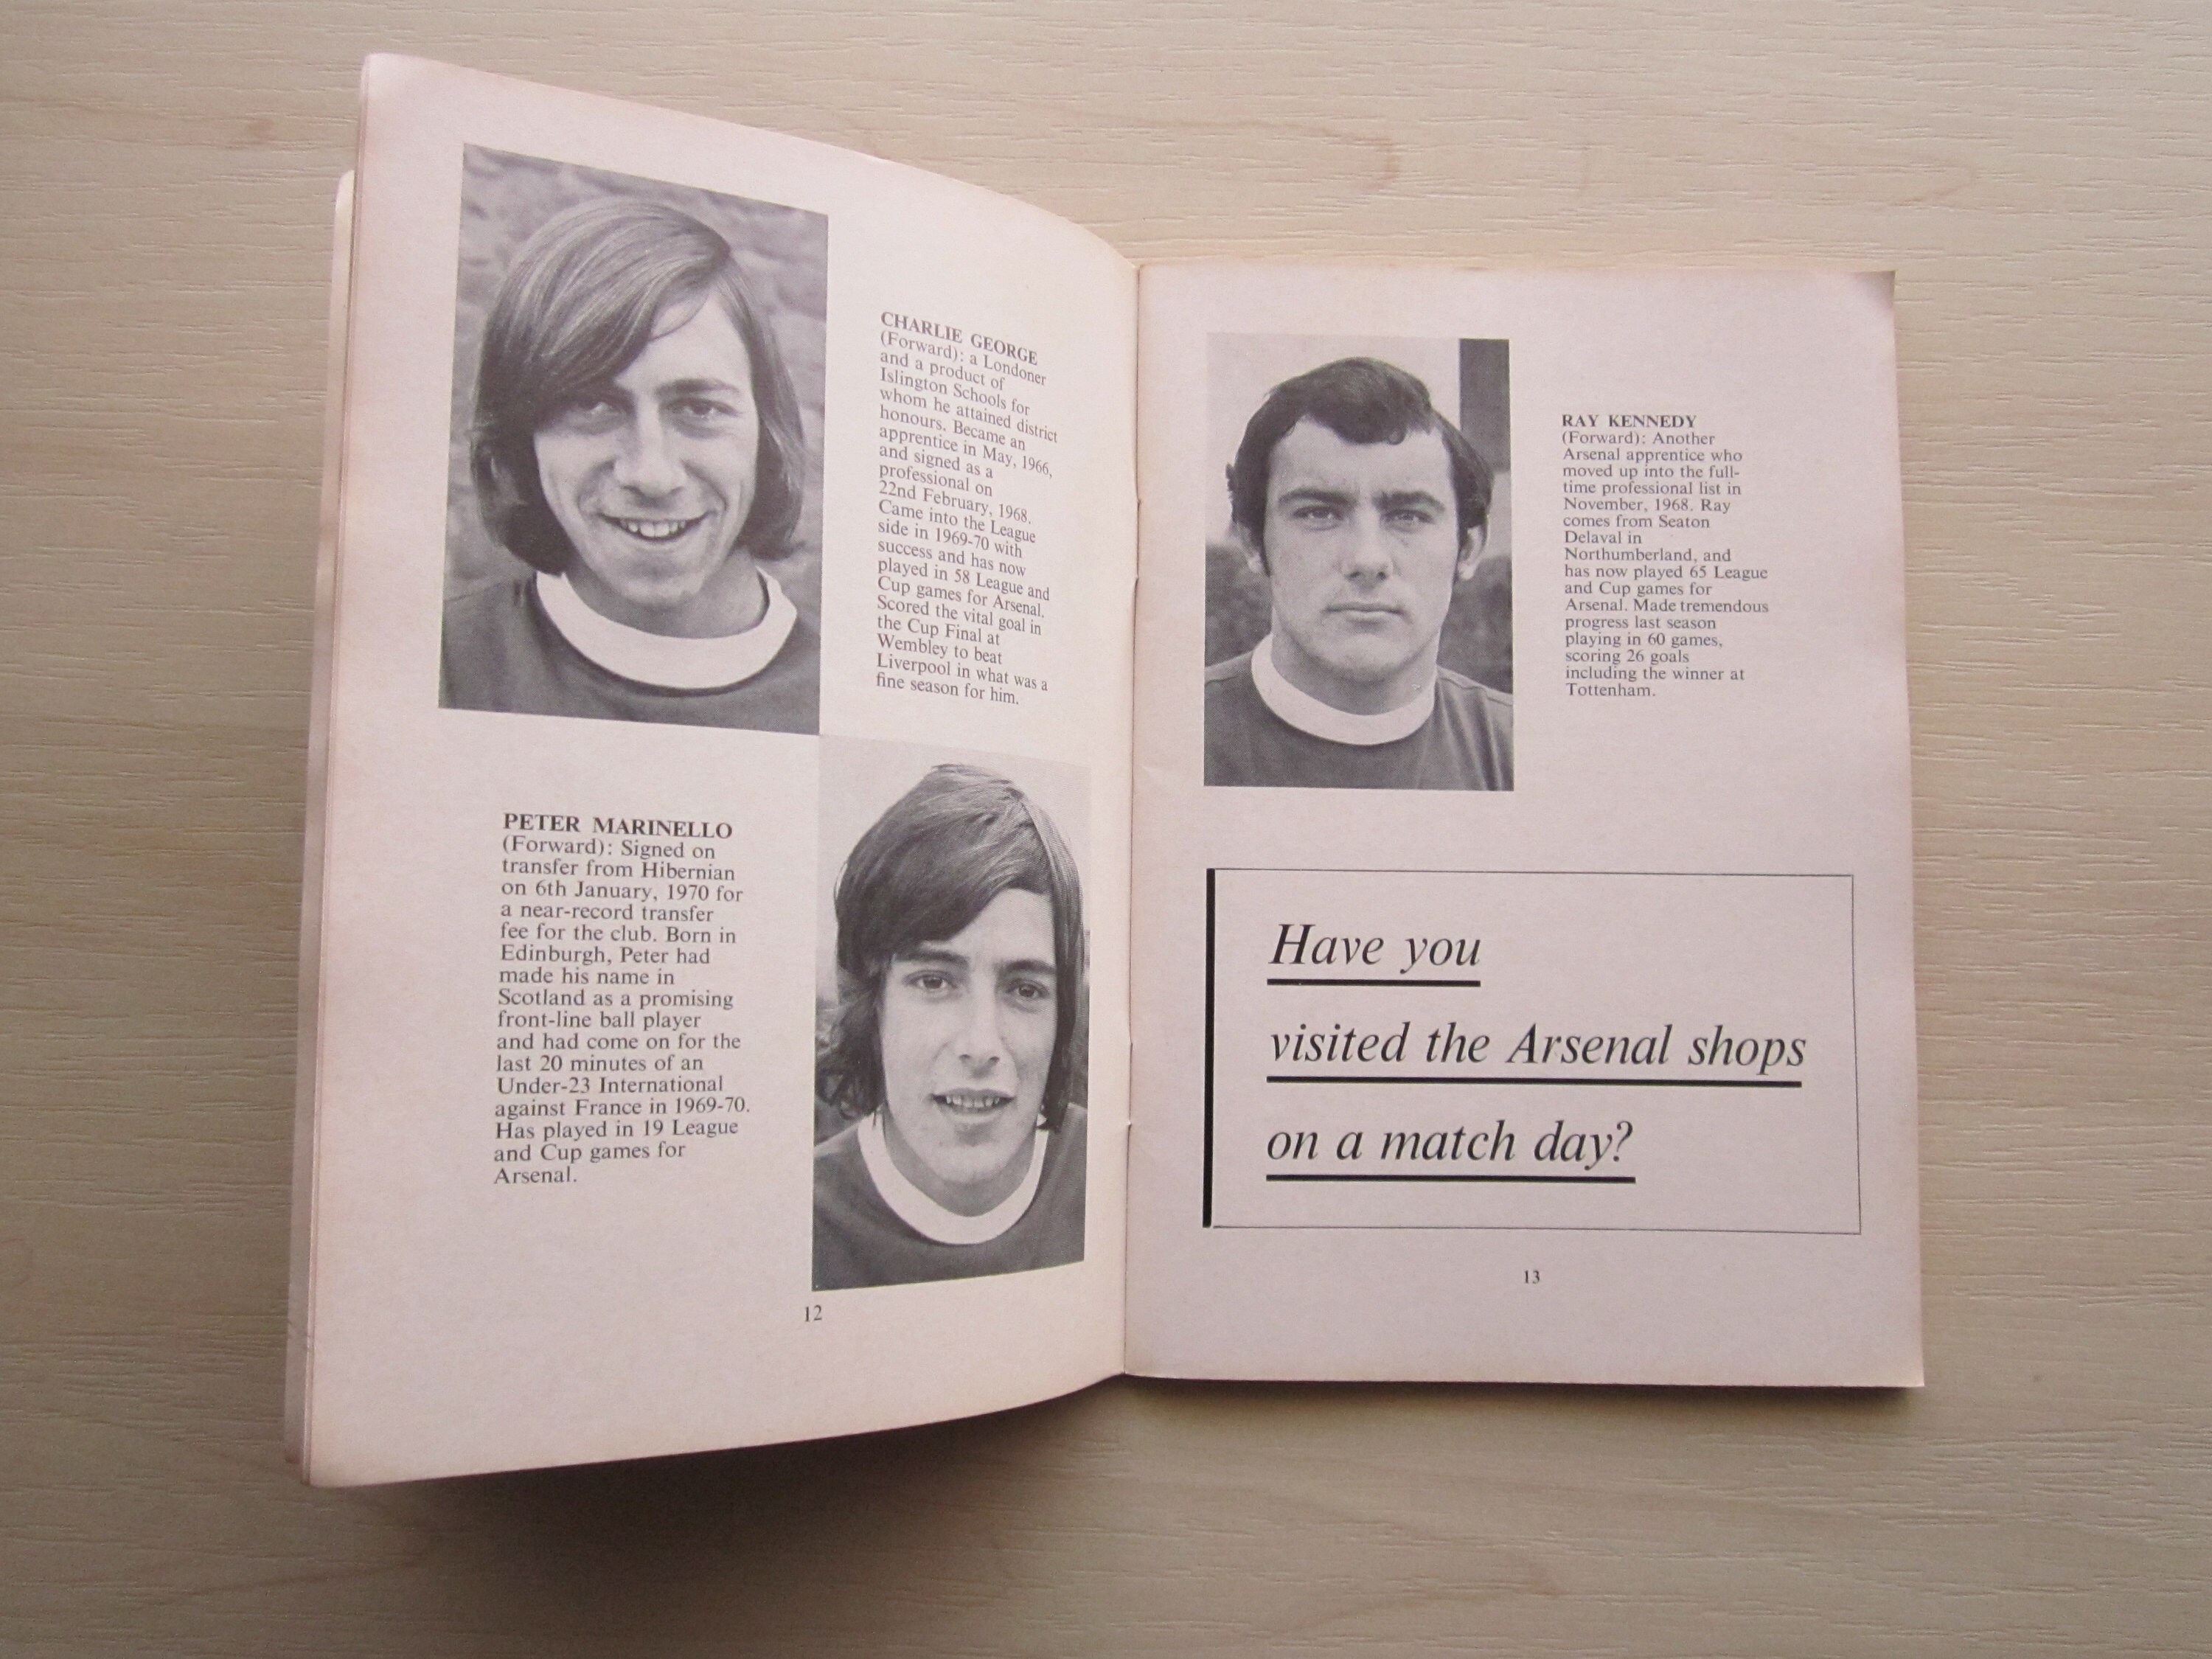 CHARLIE GEORGE
(Forward): a Londoner
and a product of
Islington Schools for
whom he attained district
honours. Became an
apprentice in May, 1966,
and signed as a
professional on
22nd February, 1968.
Came into the League
side in 1969-70 with
success and has now
played in 58 League and
Cup games for Arsenal.
Scored the vital goal in
the Cup Final at
Wembley to beat
Liverpool in what was a
fine season for him.
PETER MARINELLO
(Forward): Signed on
transfer from Hibernian
on 6th January, 1970 for
a near-record transfer
fee for the club. Born in
Edinburgh, Peter had
made his name in
Scotland as a promising
front-line ball player
and had come on for the
last 20 minutes of an
Under-23 International
against France in 1969-70.
Has played in 19 League
and Cup games for
Arsenal.
12
RAY KENNEDY
(Forward): Another
Arsenal apprentice who
moved up into the full-
time professional list in
November, 1968. Ray
comes from Seaton
Delaval in
Northumberland, and
has now played 65 League
and Cup games for
Arsenal. Made tremendous
progress last season
playing in 60 games,
scoring 26 goals
including the winner at
Tottenham.
Have you
visited the Arsenal shops
on a match day?
13